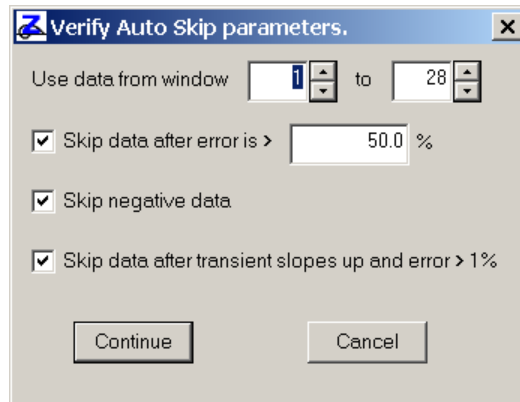 Verify Auto Skip parameters.
Use data from window 1 to 28
Skip data after error is > 50.0 %
Skip negative data
Skip data after transient slopes up and error > 1%
Continue Cancel